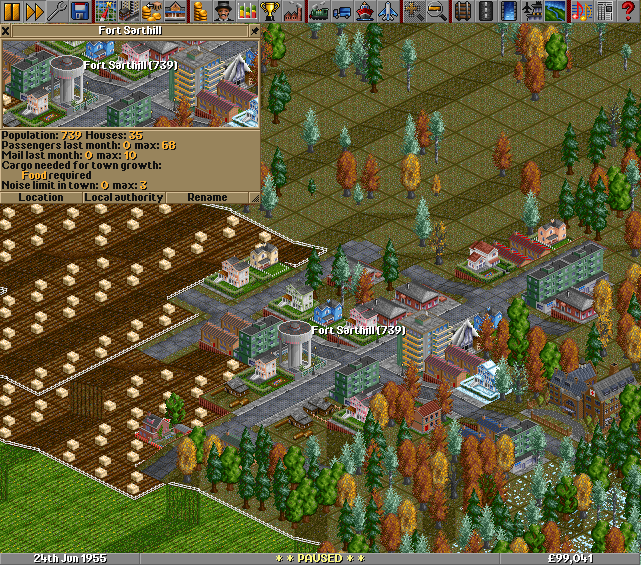 Fort Sarthill
Fort Sarthill (739)
Population: 739 Houses: 35
Passengers last month: 0 max: 68
Mail last month: 0 max: 10
Cargo needed for town growth:
Food required
Noise limit in town: 0 max: 3
Location Local authority Rename
Fort Sarthill (739)
24th Jun 1955 * * PAUSED * * £99,041